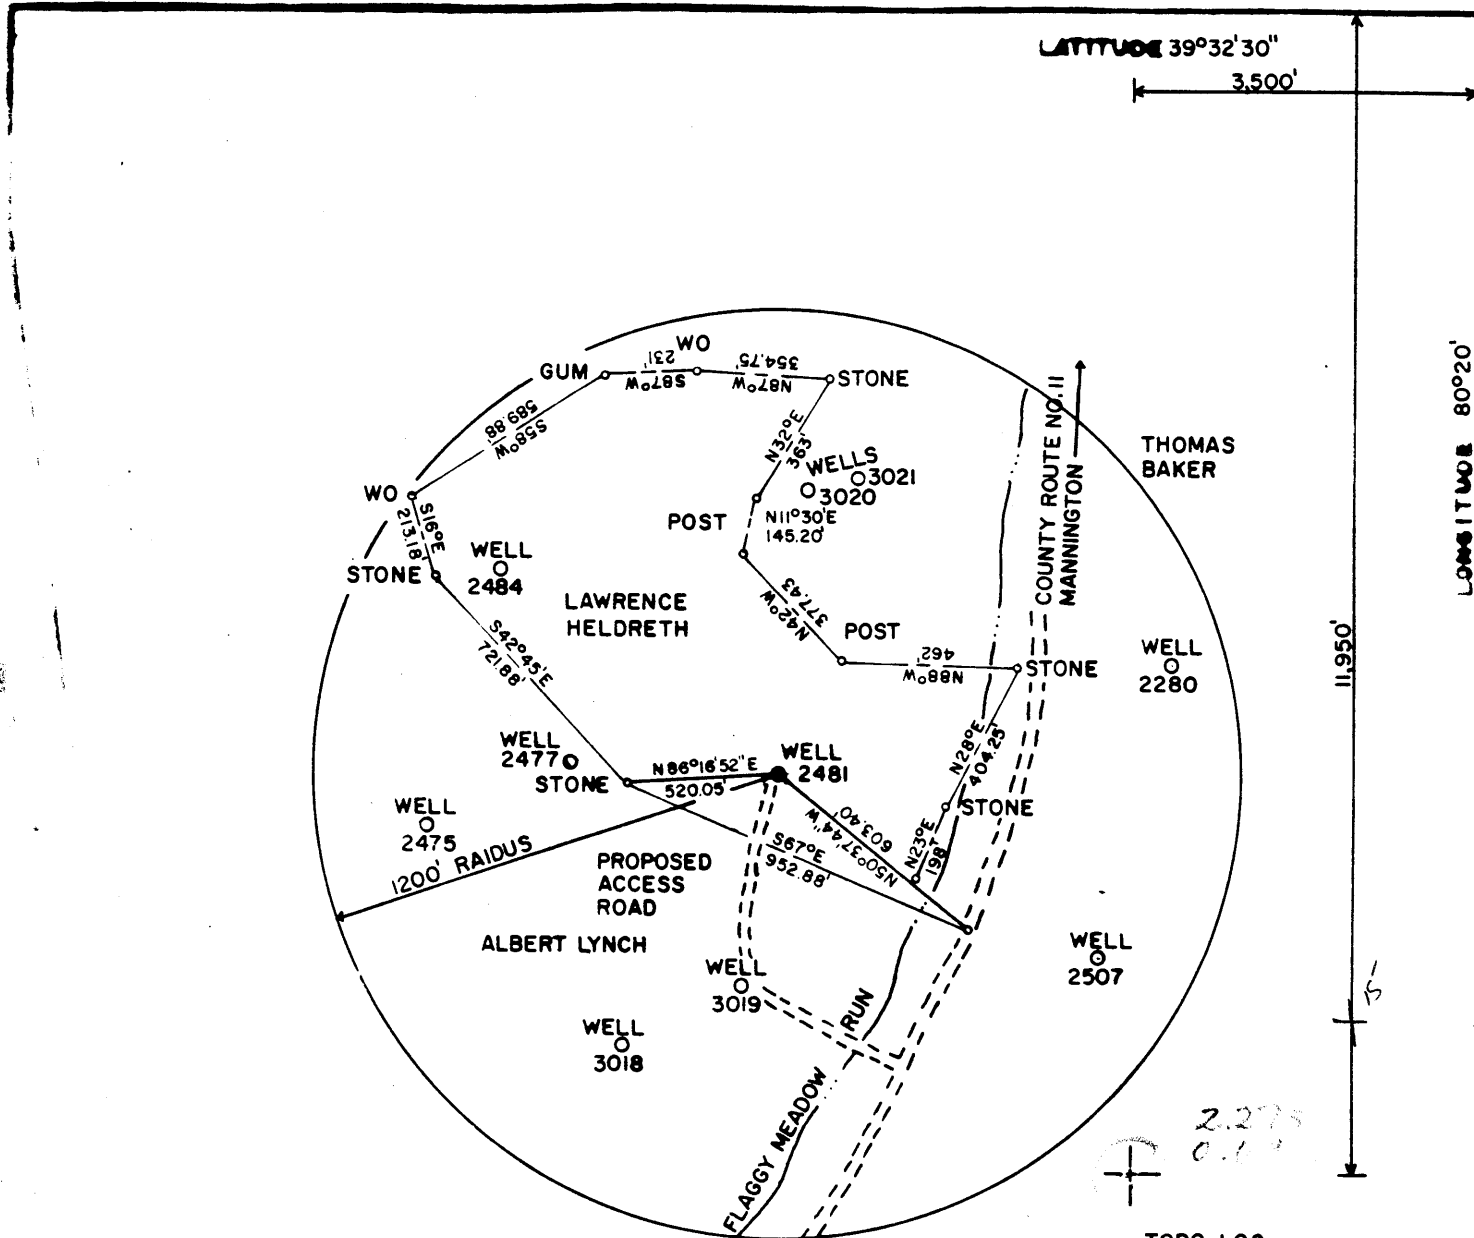 LATITUDE 39°32'30"
3,500'
LONGITUDE 80°20'
11,950'
WO
GUM
231'
S87°W
354.75'
N87°W
STONE
589.88'
S58°W
N32°E
363'
WELLS
3021
3020
WO
S16°E
213.18'
STONE
POST
N11°30'E
145.20'
COUNTY ROUTE NO. 11
MANNINGTON
THOMAS
BAKER
WELL
2484
LAWRENCE
HELDRETH
377.43
N42°W
POST
462'
N88°W
STONE
WELL
2280
S42°45'E
721.88'
WELL
2477
STONE
N86°16'52"E
520.05'
WELL
2481
N28°E
404.25'
STONE
WELL
2475
1200' RAIDUS
603.40'
N50°37'44"W
N23°E
198'
S67°E
952.88'
PROPOSED
ACCESS
ROAD
ALBERT LYNCH
WELL
3019
WELL
2507
WELL
3018
FLAGGY MEADOW RUN
15-
TOPO LOC